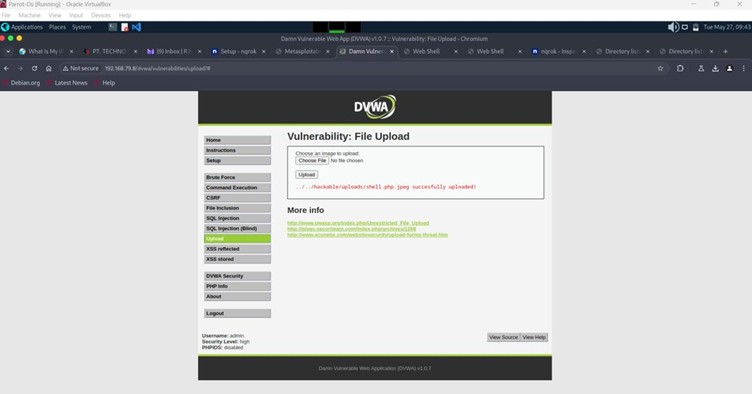 Parrot-Os [Running] - Oracle VirtualBox
File Machine View Input Devices Help
Applications Places System
Tue May 27, 09:43
Damn Vulnerable Web App (DVWA) v1.0.7 :: Vulnerability: File Upload - Chromium
What Is My
PT. TECHNO
Inbox
Setup - ngrok
Metasploitab
Damn Vulner
Web Shell
Web Shell
ngrok - Impro
Directory list
Directory list
Not secure 192.168.79.8/dvwa/vulnerabilities/upload/#
Debian.org Latest News Help
DVWA
Home
Instructions
Setup
Brute Force
Command Execution
CSRF
File Inclusion
SQL Injection
SQL Injection (Blind)
Upload
XSS reflected
XSS stored
DVWA Security
PHP Info
About
Logout
Vulnerability: File Upload
Choose an image to upload:
Choose File No file chosen
Upload
../../hackable/uploads/shell.php.jpeg succesfully uploaded!
More info
http://www.owasp.org/index.php/Unrestricted_File_Upload
http://blogs.securiteam.com/index.php/archives/1268
http://www.acunetix.com/websitesecurity/upload-forms-threat.htm
Username: admin
Security Level: high
PHPIDS: disabled
View Source View Help
Damn Vulnerable Web Application (DVWA) v1.0.7